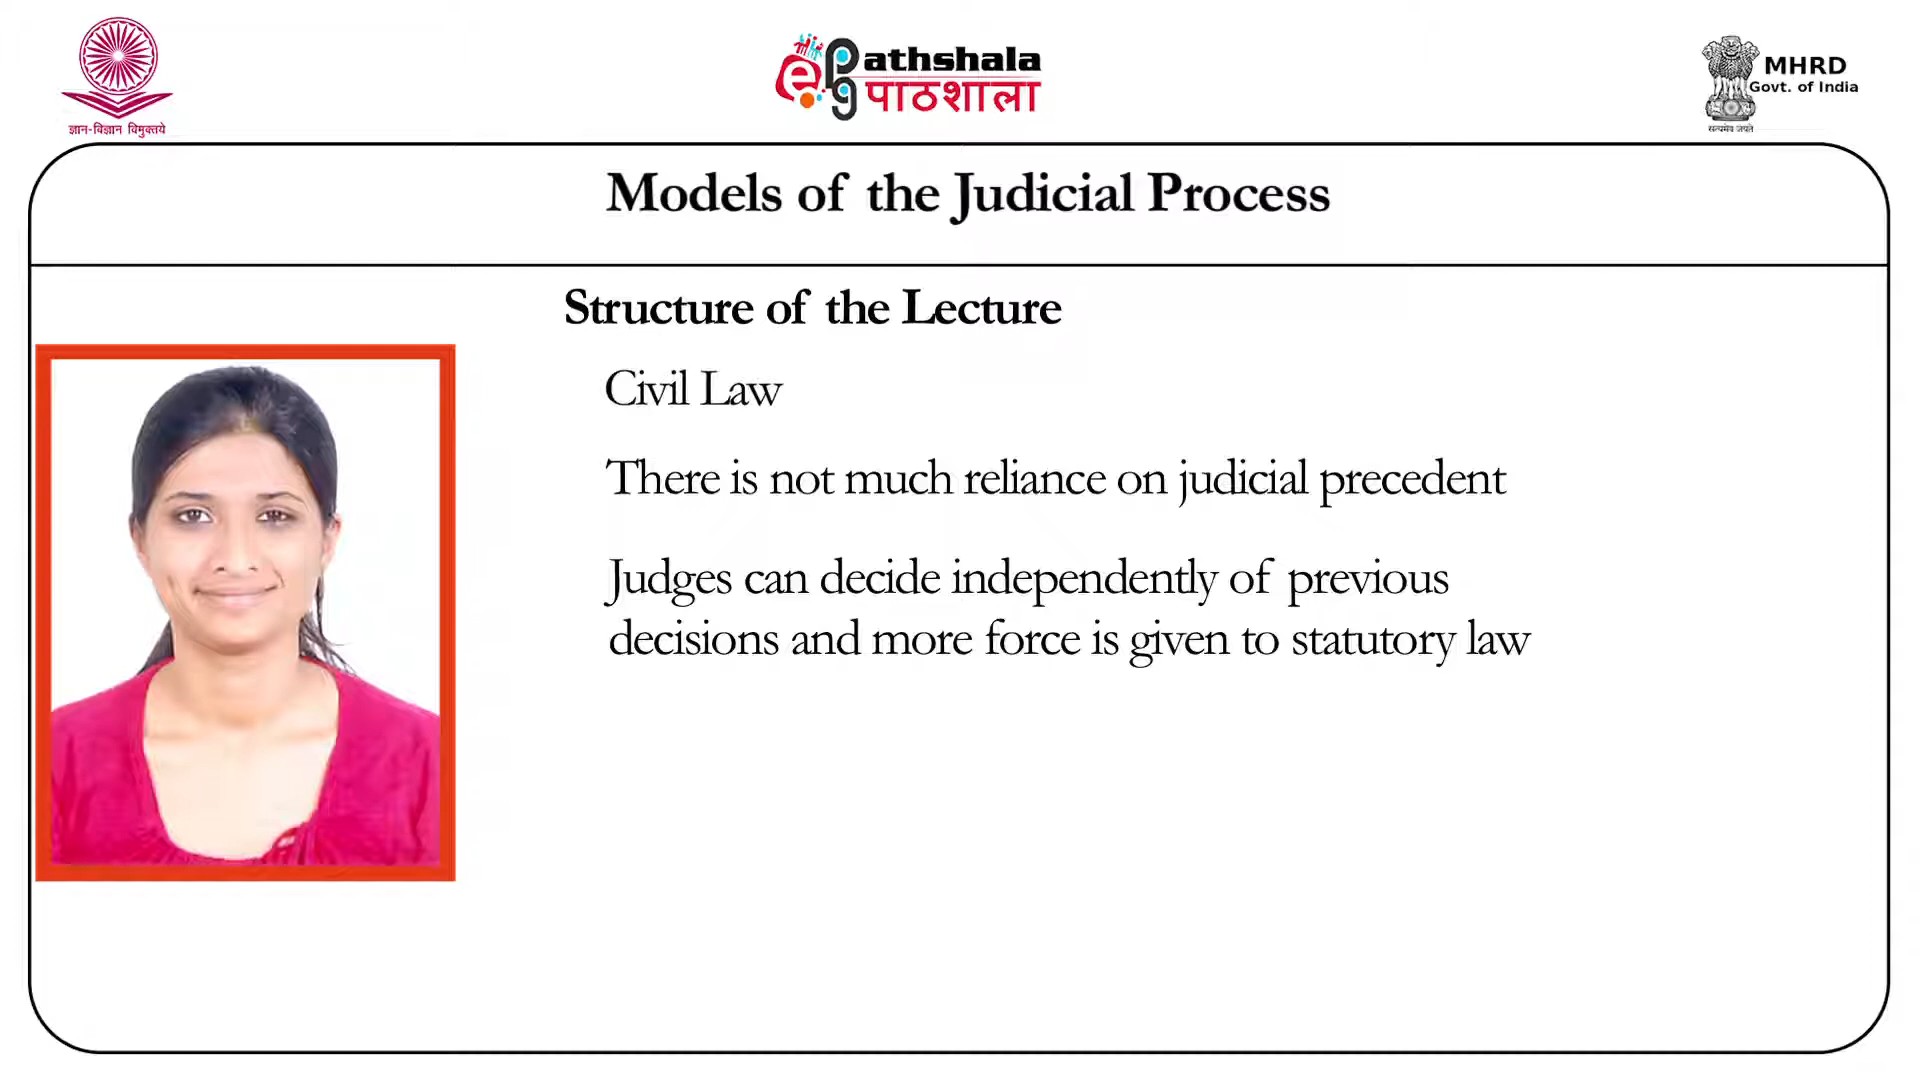 ज्ञान-विज्ञान विमुक्तये
ePathshala
पाठशाला
MHRD
Govt. of India
सत्यमेव जयते
Models of the Judicial Process
Structure of the Lecture
Civil Law
There is not much reliance on judicial precedent
Judges can decide independently of previous
decisions and more force is given to statutory law